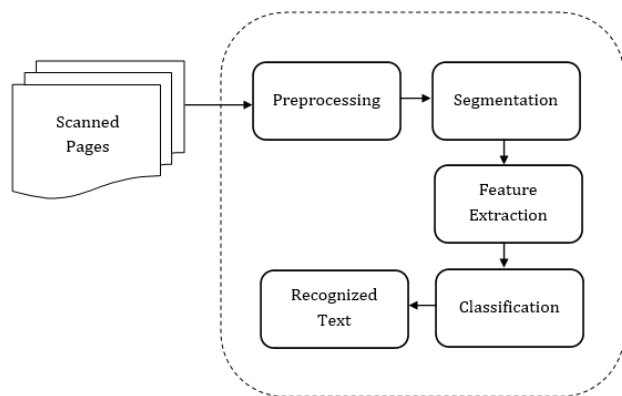 Scanned
Pages
Preprocessing
Segmentation
Feature
Extraction
Classification
Recognized
Text